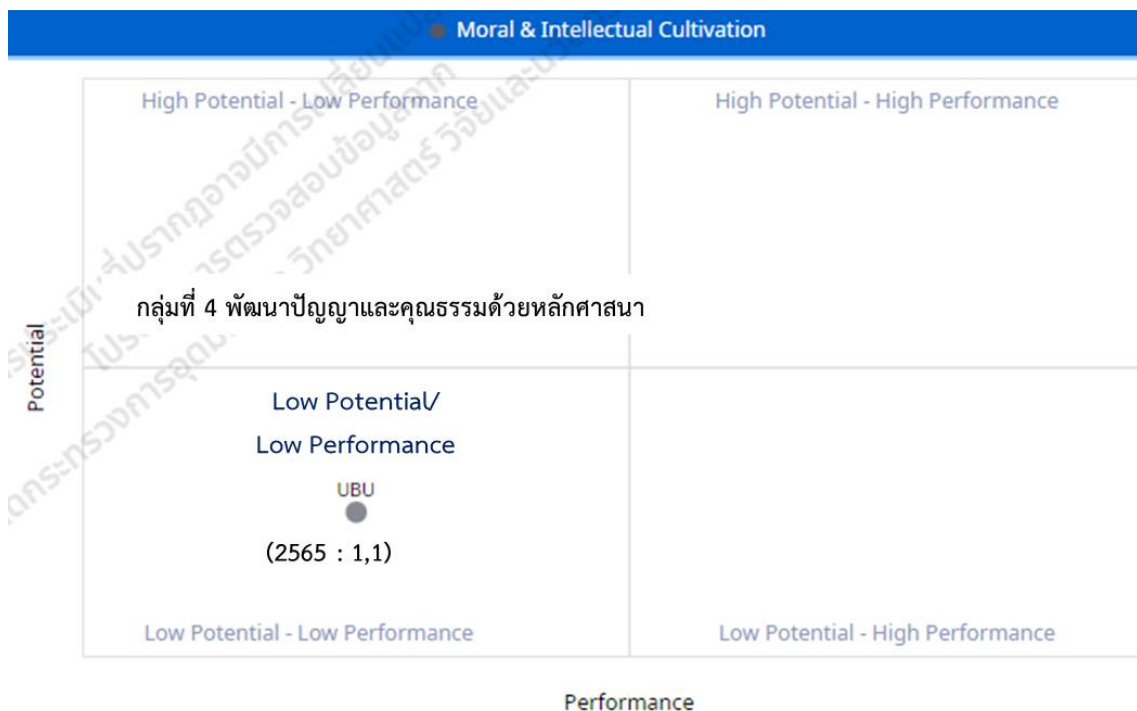 Moral & Intellectual Cultivation
High Potential - Low Performance
High Potential - High Performance
กลุ่มที่ 4 พัฒนาปัญญาและคุณธรรมด้วยหลักศาสนา
Potential
Low Potential/
Low Performance
UBU
(2565 : 1,1)
Low Potential - Low Performance
Low Potential - High Performance
Performance